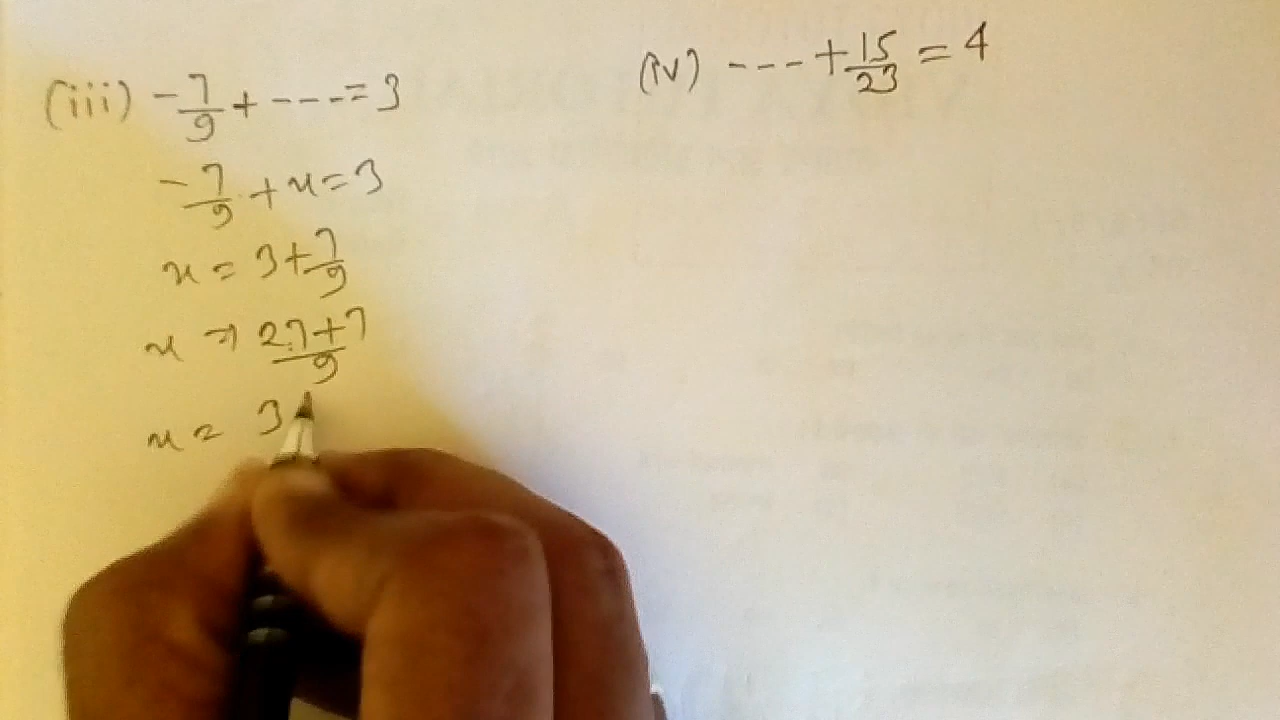 (iii) -7/9 + --- = 3
-7/9 + x = 3
x = 3 + 7/9
x => 27+7/9
x = 3
(iv) --- + 15/23 = 4